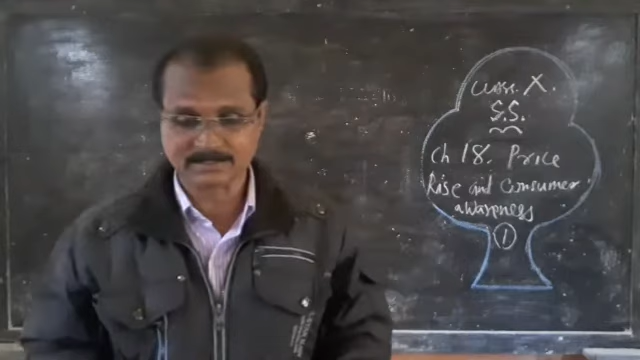 Class. X.
S.S.
Ch 18. Price
Rise and consumer
awareness
1